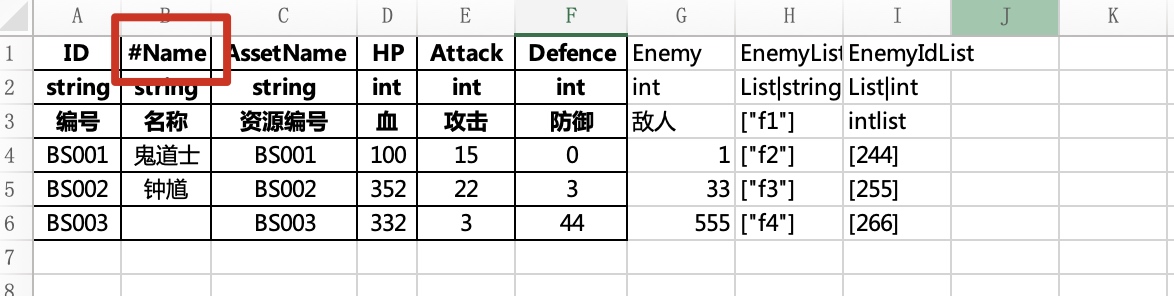 A B C D E F G H I J K
1 ID #Name AssetName HP Attack Defence Enemy EnemyList EnemyIdList
2 string string string int int int int List|string List|int
3 编号 名称 资源编号 血 攻击 防御 敌人 ["f1"] intlist
4 BS001 鬼道士 BS001 100 15 0 1 ["f2"] [244]
5 BS002 钟馗 BS002 352 22 3 33 ["f3"] [255]
6 BS003 BS003 332 3 44 555 ["f4"] [266]
7
8